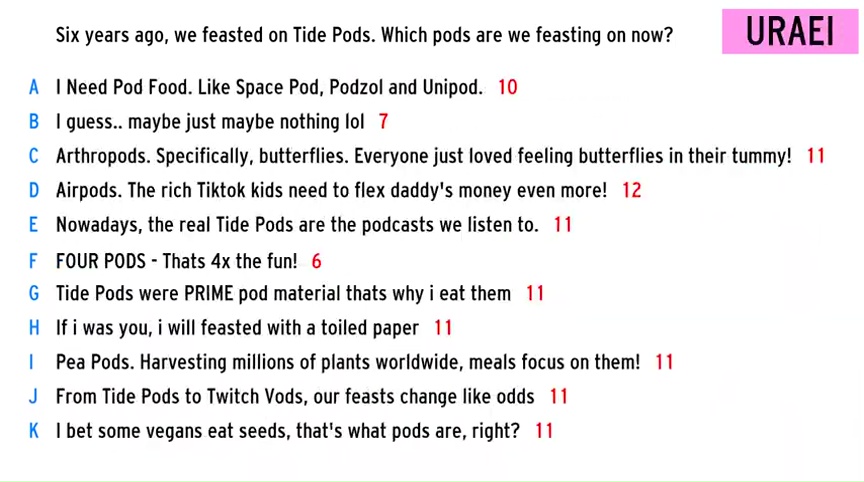 Six years ago, we feasted on Tide Pods. Which pods are we feasting on now?
URAEI
A I Need Pod Food. Like Space Pod, Podzol and Unipod. 10
B I guess.. maybe just maybe nothing lol 7
C Arthropods. Specifically, butterflies. Everyone just loved feeling butterflies in their tummy! 11
D Airpods. The rich Tiktok kids need to flex daddy's money even more! 12
E Nowadays, the real Tide Pods are the podcasts we listen to. 11
F FOUR PODS - Thats 4x the fun! 6
G Tide Pods were PRIME pod material thats why i eat them 11
H If i was you, i will feasted with a toiled paper 11
I Pea Pods. Harvesting millions of plants worldwide, meals focus on them! 11
J From Tide Pods to Twitch Vods, our feasts change like odds 11
K I bet some vegans eat seeds, that's what pods are, right? 11